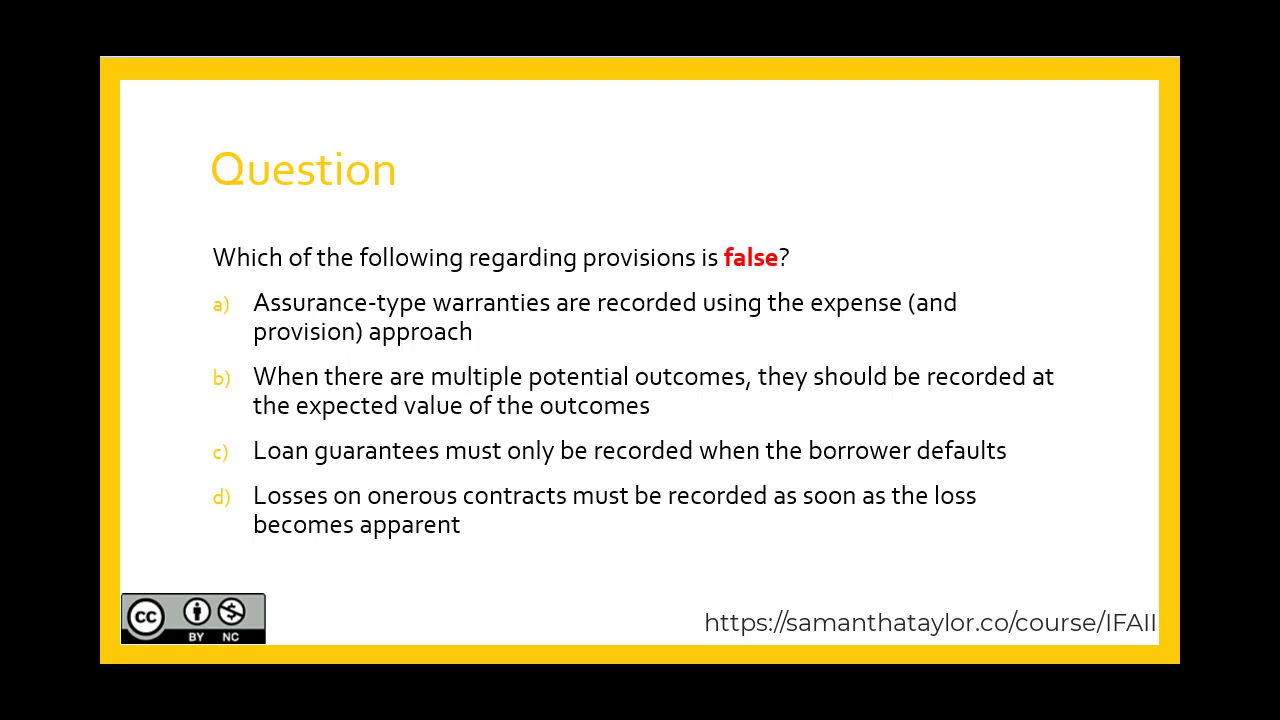 Question
Which of the following regarding provisions is false?
a) Assurance-type warranties are recorded using the expense (and
provision) approach
b) When there are multiple potential outcomes, they should be recorded at
the expected value of the outcomes
c) Loan guarantees must only be recorded when the borrower defaults
d) Losses on onerous contracts must be recorded as soon as the loss
becomes apparent
cc
BY NC
https://samanthataylor.co/course/IFAII